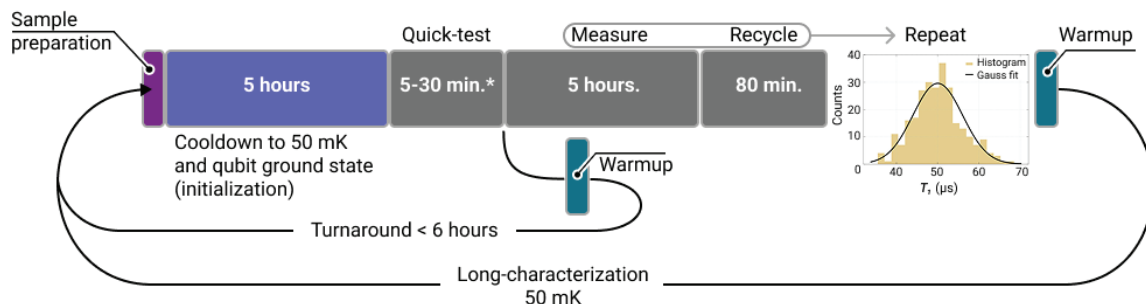 Sample
preparation
Quick-test
Measure
Recycle
Repeat
Warmup
5 hours
5-30 min.*
5 hours.
80 min.
Histogram
Gauss fit
Counts
40
30
20
10
0
40
50
60
70
T₁ (μs)
Cooldown to 50 mK
and qubit ground state
(initialization)
Warmup
Turnaround < 6 hours
Long-characterization
50 mK